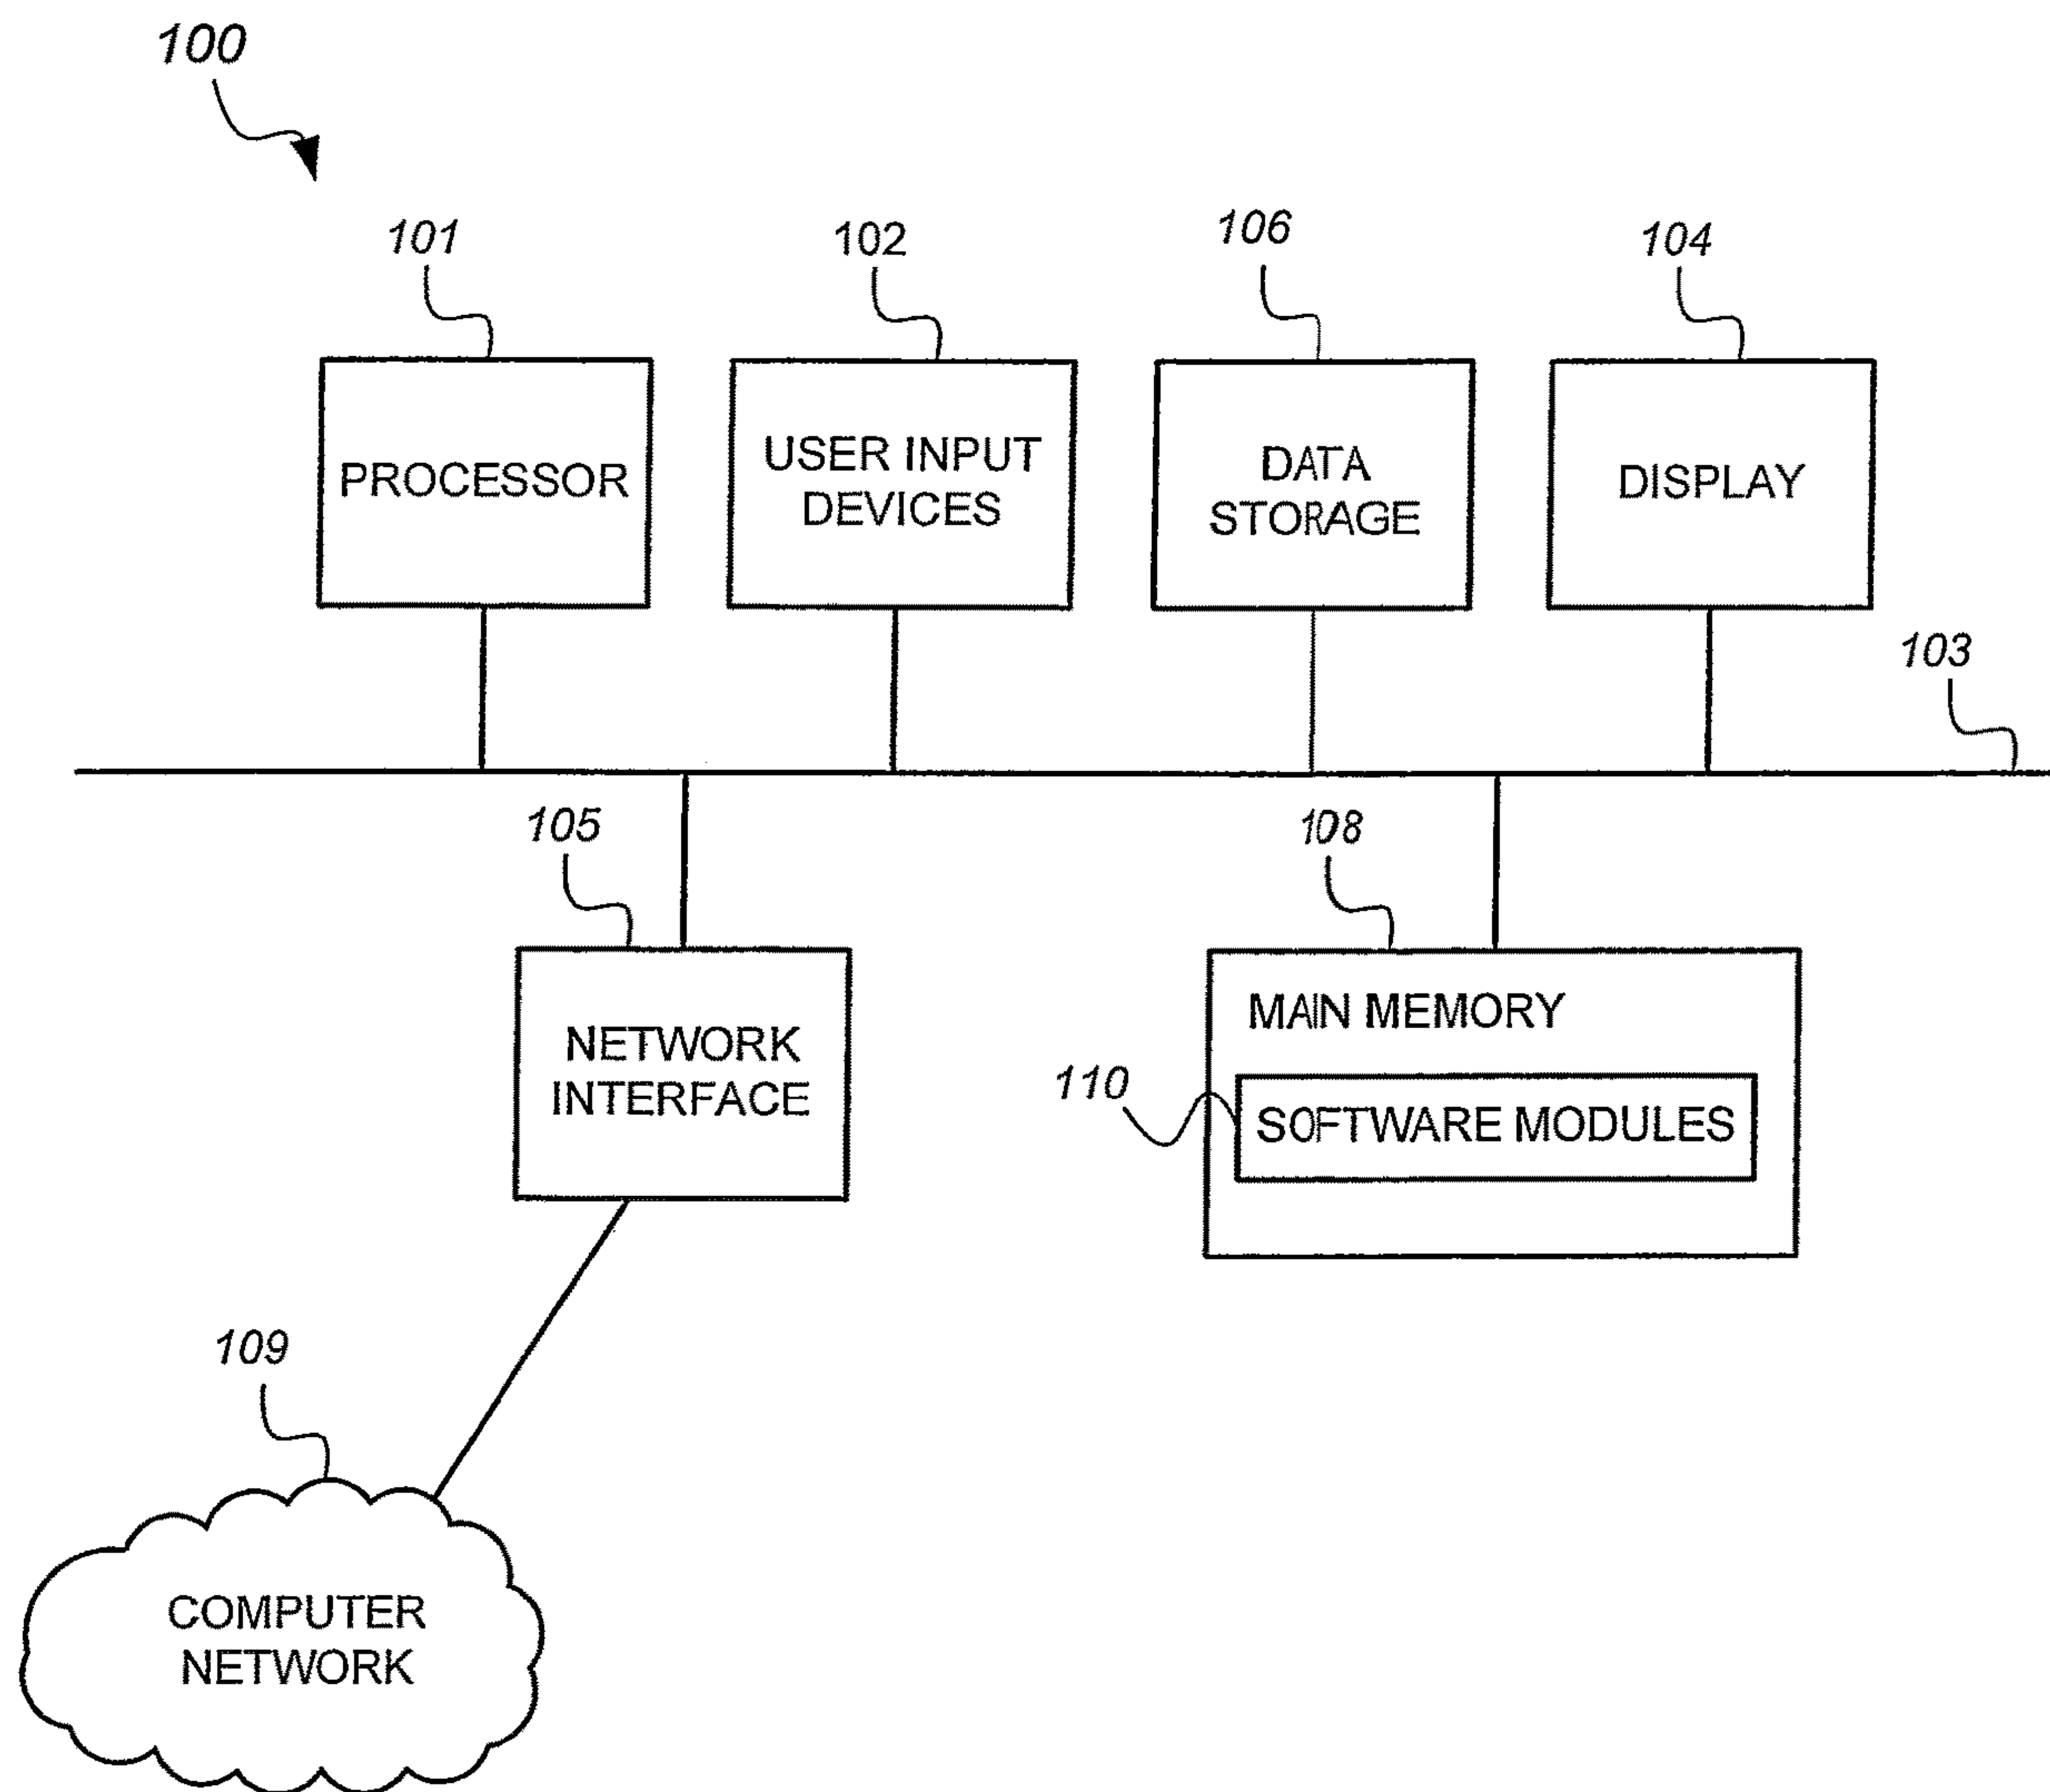 100
101
102
106
104
PROCESSOR
USER INPUT
DEVICES
DATA
STORAGE
DISPLAY
103
105
108
NETWORK
INTERFACE
MAIN MEMORY
110
SOFTWARE MODULES
109
COMPUTER
NETWORK